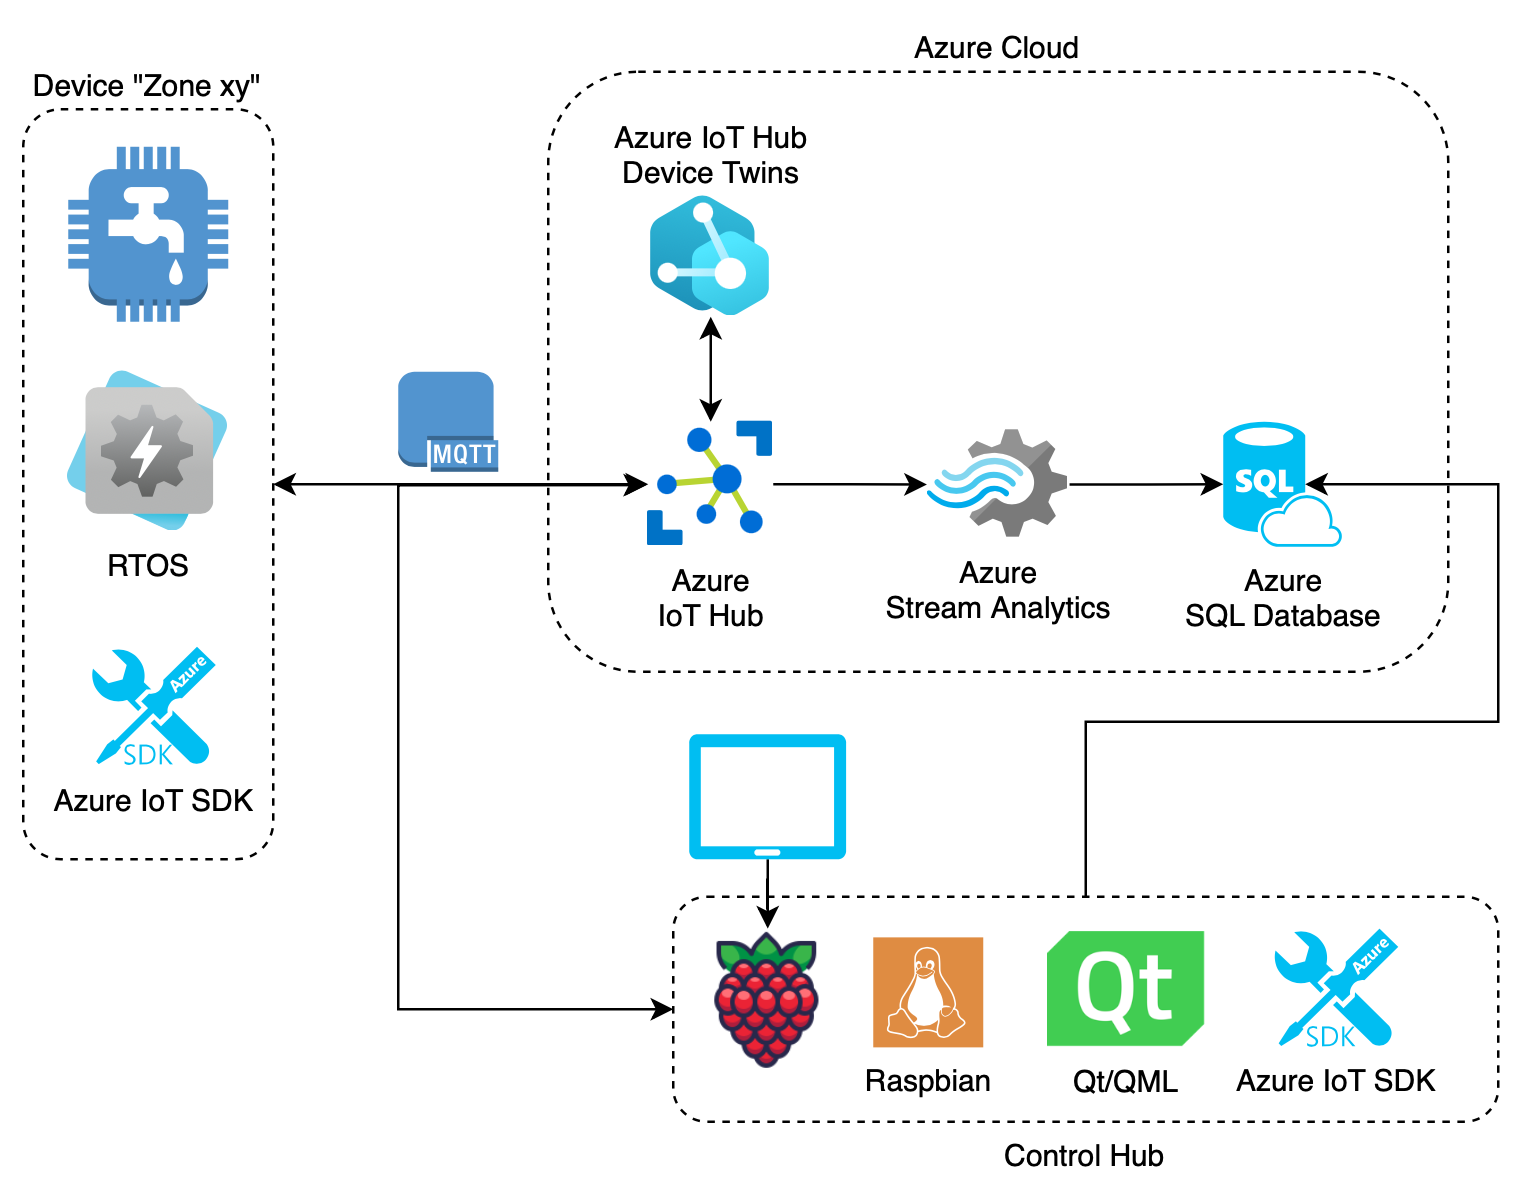 Azure Cloud
Device "Zone xy"
Azure IoT Hub
Device Twins
MQTT
SQL
RTOS
Azure
IoT Hub
Azure
Stream Analytics
Azure
SQL Database
Azure
SDK
Azure IoT SDK
Qt
Azure
SDK
Raspbian
Qt/QML
Azure IoT SDK
Control Hub